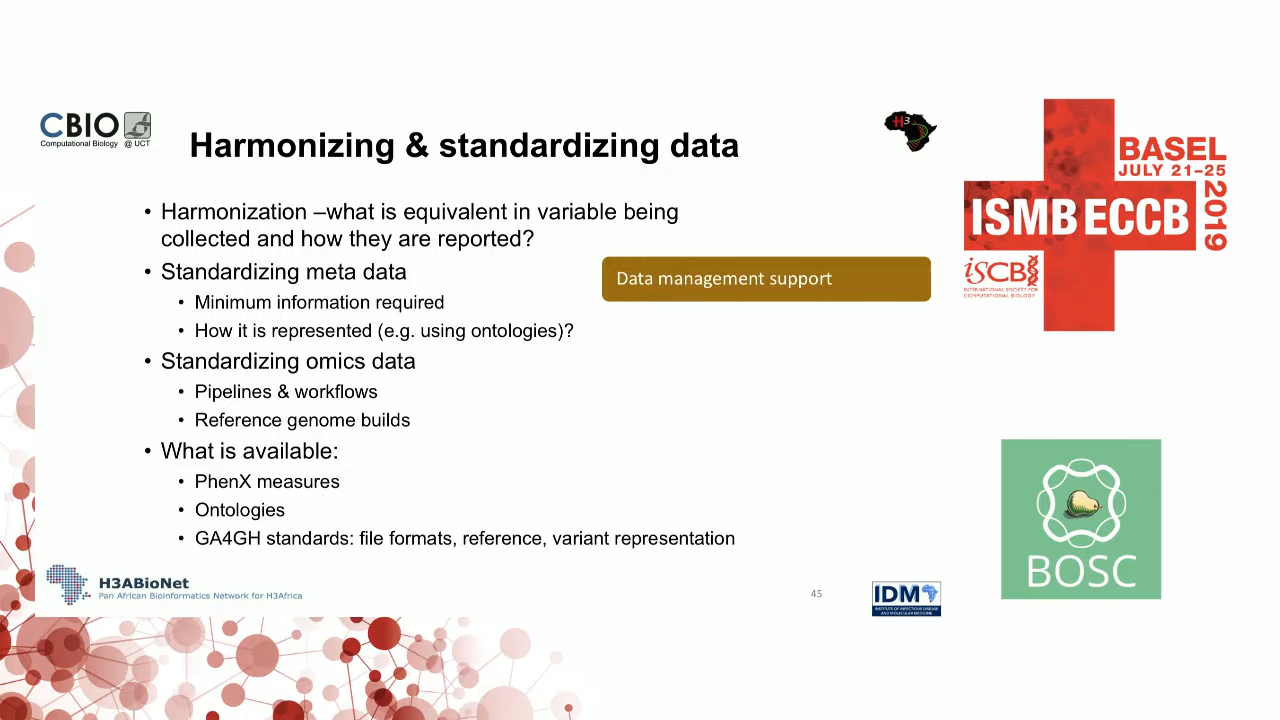 CBIO
Computational Biology @ UCT
Harmonizing & standardizing data
H3
• Harmonization –what is equivalent in variable being
collected and how they are reported?
• Standardizing meta data
• Minimum information required
• How it is represented (e.g. using ontologies)?
• Standardizing omics data
• Pipelines & workflows
• Reference genome builds
• What is available:
• PhenX measures
• Ontologies
• GA4GH standards: file formats, reference, variant representation
Data management support
H3ABioNet
Pan African Bioinformatics Network for H3Africa
45
IDM
INSTITUTE OF INFECTIOUS DISEASE
AND MOLECULAR MEDICINE
BASEL
JULY 21–25
2019
ISMB ECCB
ISCB
INTERNATIONAL SOCIETY FOR
COMPUTATIONAL BIOLOGY
BOSC